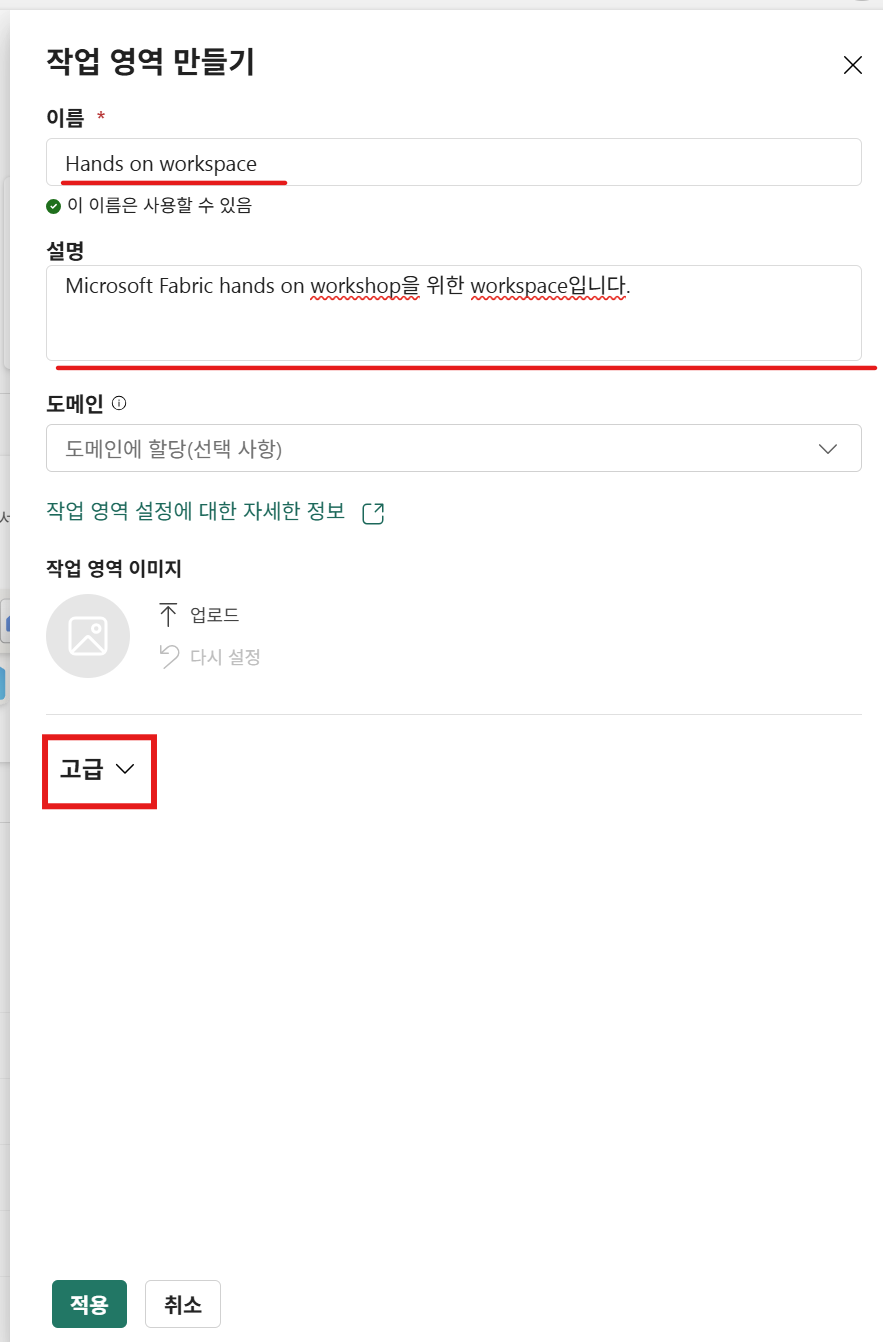 작업 영역 만들기
이름 *
Hands on workspace
이 이름은 사용할 수 있음
설명
Microsoft Fabric hands on workshop을 위한 workspace입니다.
도메인
도메인에 할당(선택 사항)
작업 영역 설정에 대한 자세한 정보
작업 영역 이미지
업로드
다시 설정
고급
적용 취소